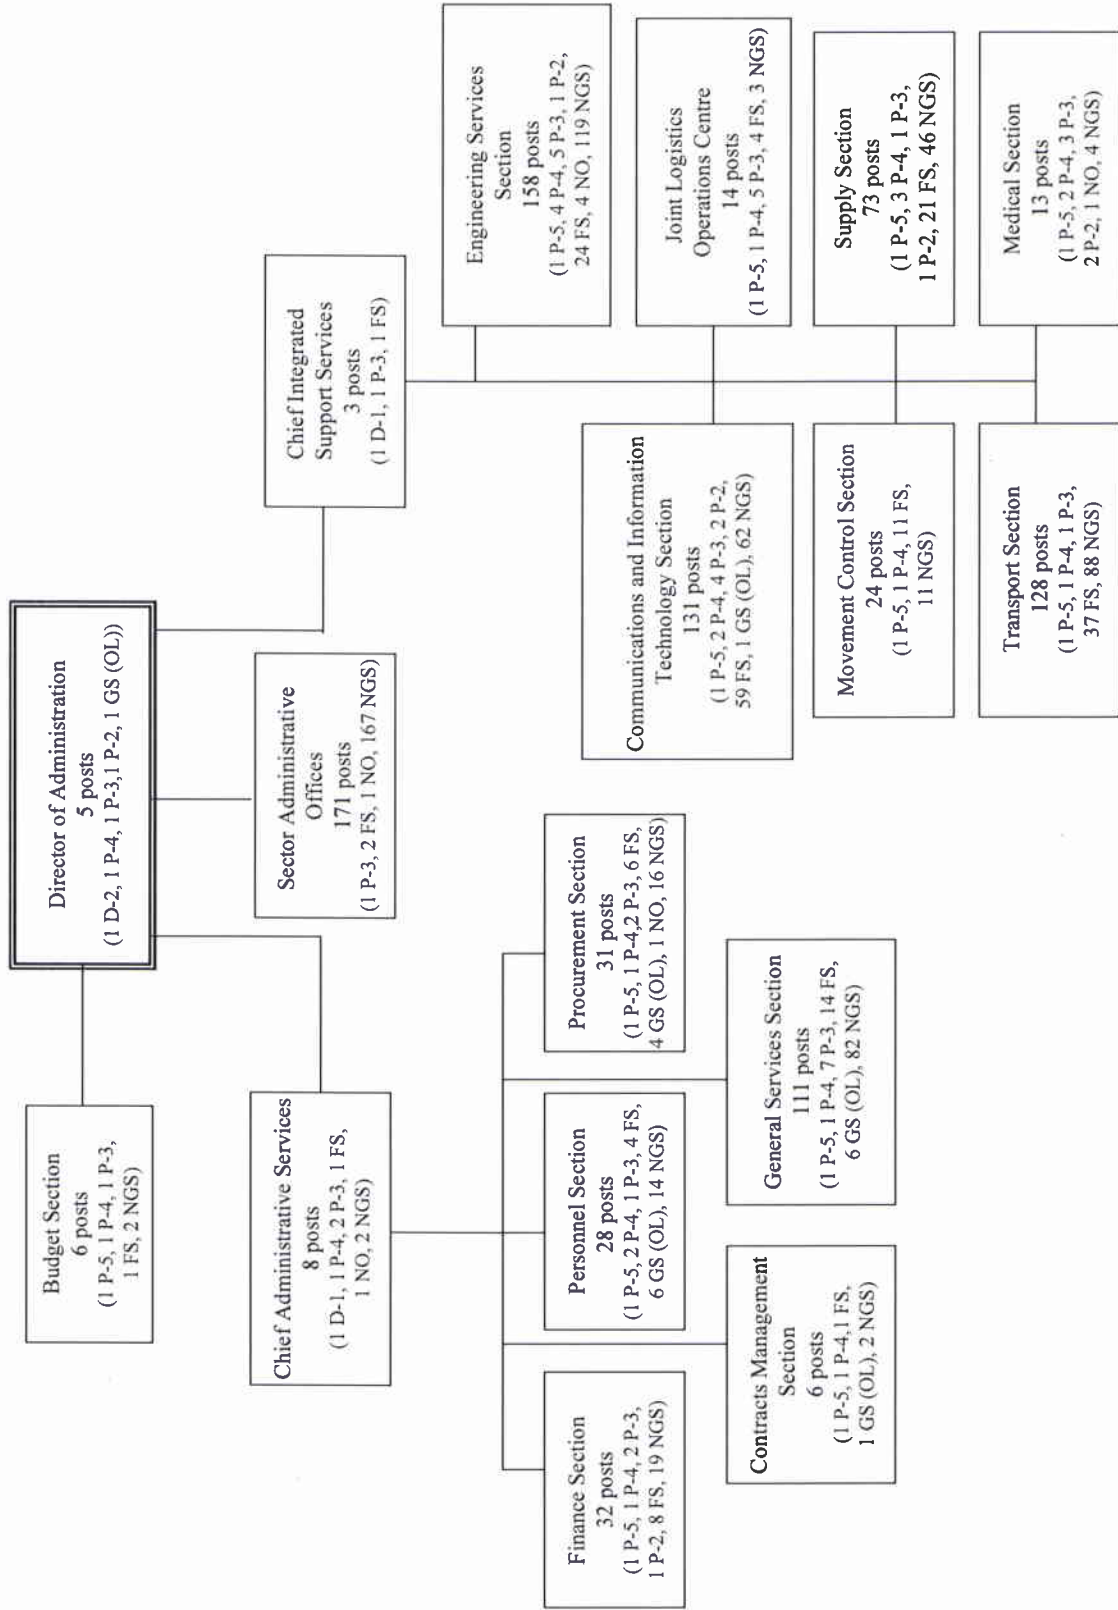 Director of Administration
5 posts
(1 D-2, 1 P-4, 1 P-3,1 P-2, 1 GS (OL))
Budget Section
6 posts
(1 P-5, 1 P-4, 1 P-3,
1 FS, 2 NGS)
Sector Administrative
Offices
171 posts
(1 P-3, 2 FS, 1 NO, 167 NGS)
Chief Administrative Services
8 posts
(1 D-1, 1 P-4, 2 P-3, 1 FS,
1 NO, 2 NGS)
Chief Integrated
Support Services
3 posts
(1 D-1, 1 P-3, 1 FS)
Finance Section
32 posts
(1 P-5, 1 P-4, 2 P-3,
1 P-2, 8 FS, 19 NGS)
Personnel Section
28 posts
(1 P-5, 2 P-4, 1 P-3, 4 FS,
6 GS (OL), 14 NGS)
Procurement Section
31 posts
(1 P-5, 1 P-4,2 P-3, 6 FS,
4 GS (OL), 1 NO, 16 NGS)
Contracts Management
Section
6 posts
(1 P-5, 1 P-4,1 FS,
1 GS (OL), 2 NGS)
General Services Section
111 posts
(1 P-5, 1 P-4, 7 P-3, 14 FS,
6 GS (OL), 82 NGS)
Engineering Services
Section
158 posts
(1 P-5, 4 P-4, 5 P-3, 1 P-2,
24 FS, 4 NO, 119 NGS)
Communications and Information
Technology Section
131 posts
(1 P-5, 2 P-4, 4 P-3, 2 P-2,
59 FS, 1 GS (OL), 62 NGS)
Joint Logistics
Operations Centre
14 posts
(1 P-5, 1 P-4, 5 P-3, 4 FS, 3 NGS)
Movement Control Section
24 posts
(1 P-5, 1 P-4, 11 FS,
11 NGS)
Supply Section
73 posts
(1 P-5, 3 P-4, 1 P-3,
1 P-2, 21 FS, 46 NGS)
Transport Section
128 posts
(1 P-5, 1 P-4, 1 P-3,
37 FS, 88 NGS)
Medical Section
13 posts
(1 P-5, 2 P-4, 3 P-3,
2 P-2, 1 NO, 4 NGS)